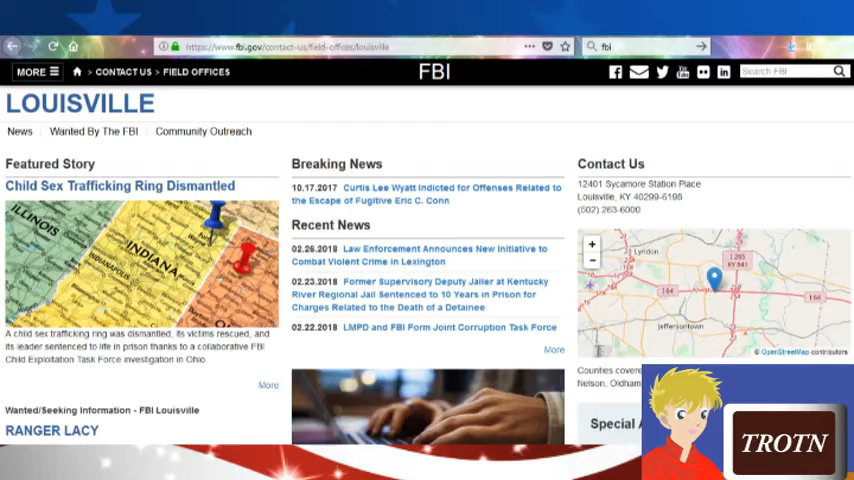 https://www.fbi.gov/contact-us/field-offices/louisville
fbi
MORE
> CONTACT US > FIELD OFFICES
FBI
Search FBI
LOUISVILLE
News
Wanted By The FBI
Community Outreach
Featured Story
Child Sex Trafficking Ring Dismantled
ILLINOIS
INDIANA
INDIANAPOLIS
A child sex trafficking ring was dismantled, its victims rescued, and
its leader sentenced to life in prison thanks to a collaborative FBI
Child Exploitation Task Force investigation in Ohio.
More
Wanted/Seeking Information - FBI Louisville
RANGER LACY
Breaking News
10.17.2017 Curtis Lee Wyatt Indicted for Offenses Related to
the Escape of Fugitive Eric C. Conn
Recent News
02.26.2018 Law Enforcement Announces New Initiative to
Combat Violent Crime in Lexington
02.23.2018 Former Supervisory Deputy Jailer at Kentucky
River Regional Jail Sentenced to 10 Years in Prison for
Charges Related to the Death of a Detainee
02.22.2018 LMPD and FBI Form Joint Corruption Task Force
More
Contact Us
12401 Sycamore Station Place
Louisville, KY 40299-6198
(502) 263-6000
+
−
Lyndon
I 265
KY 841
I 64
I 64
Jeffersontown
© OpenStreetMap contributors
Counties covere
Nelson, Oldham
Special A
TROTN